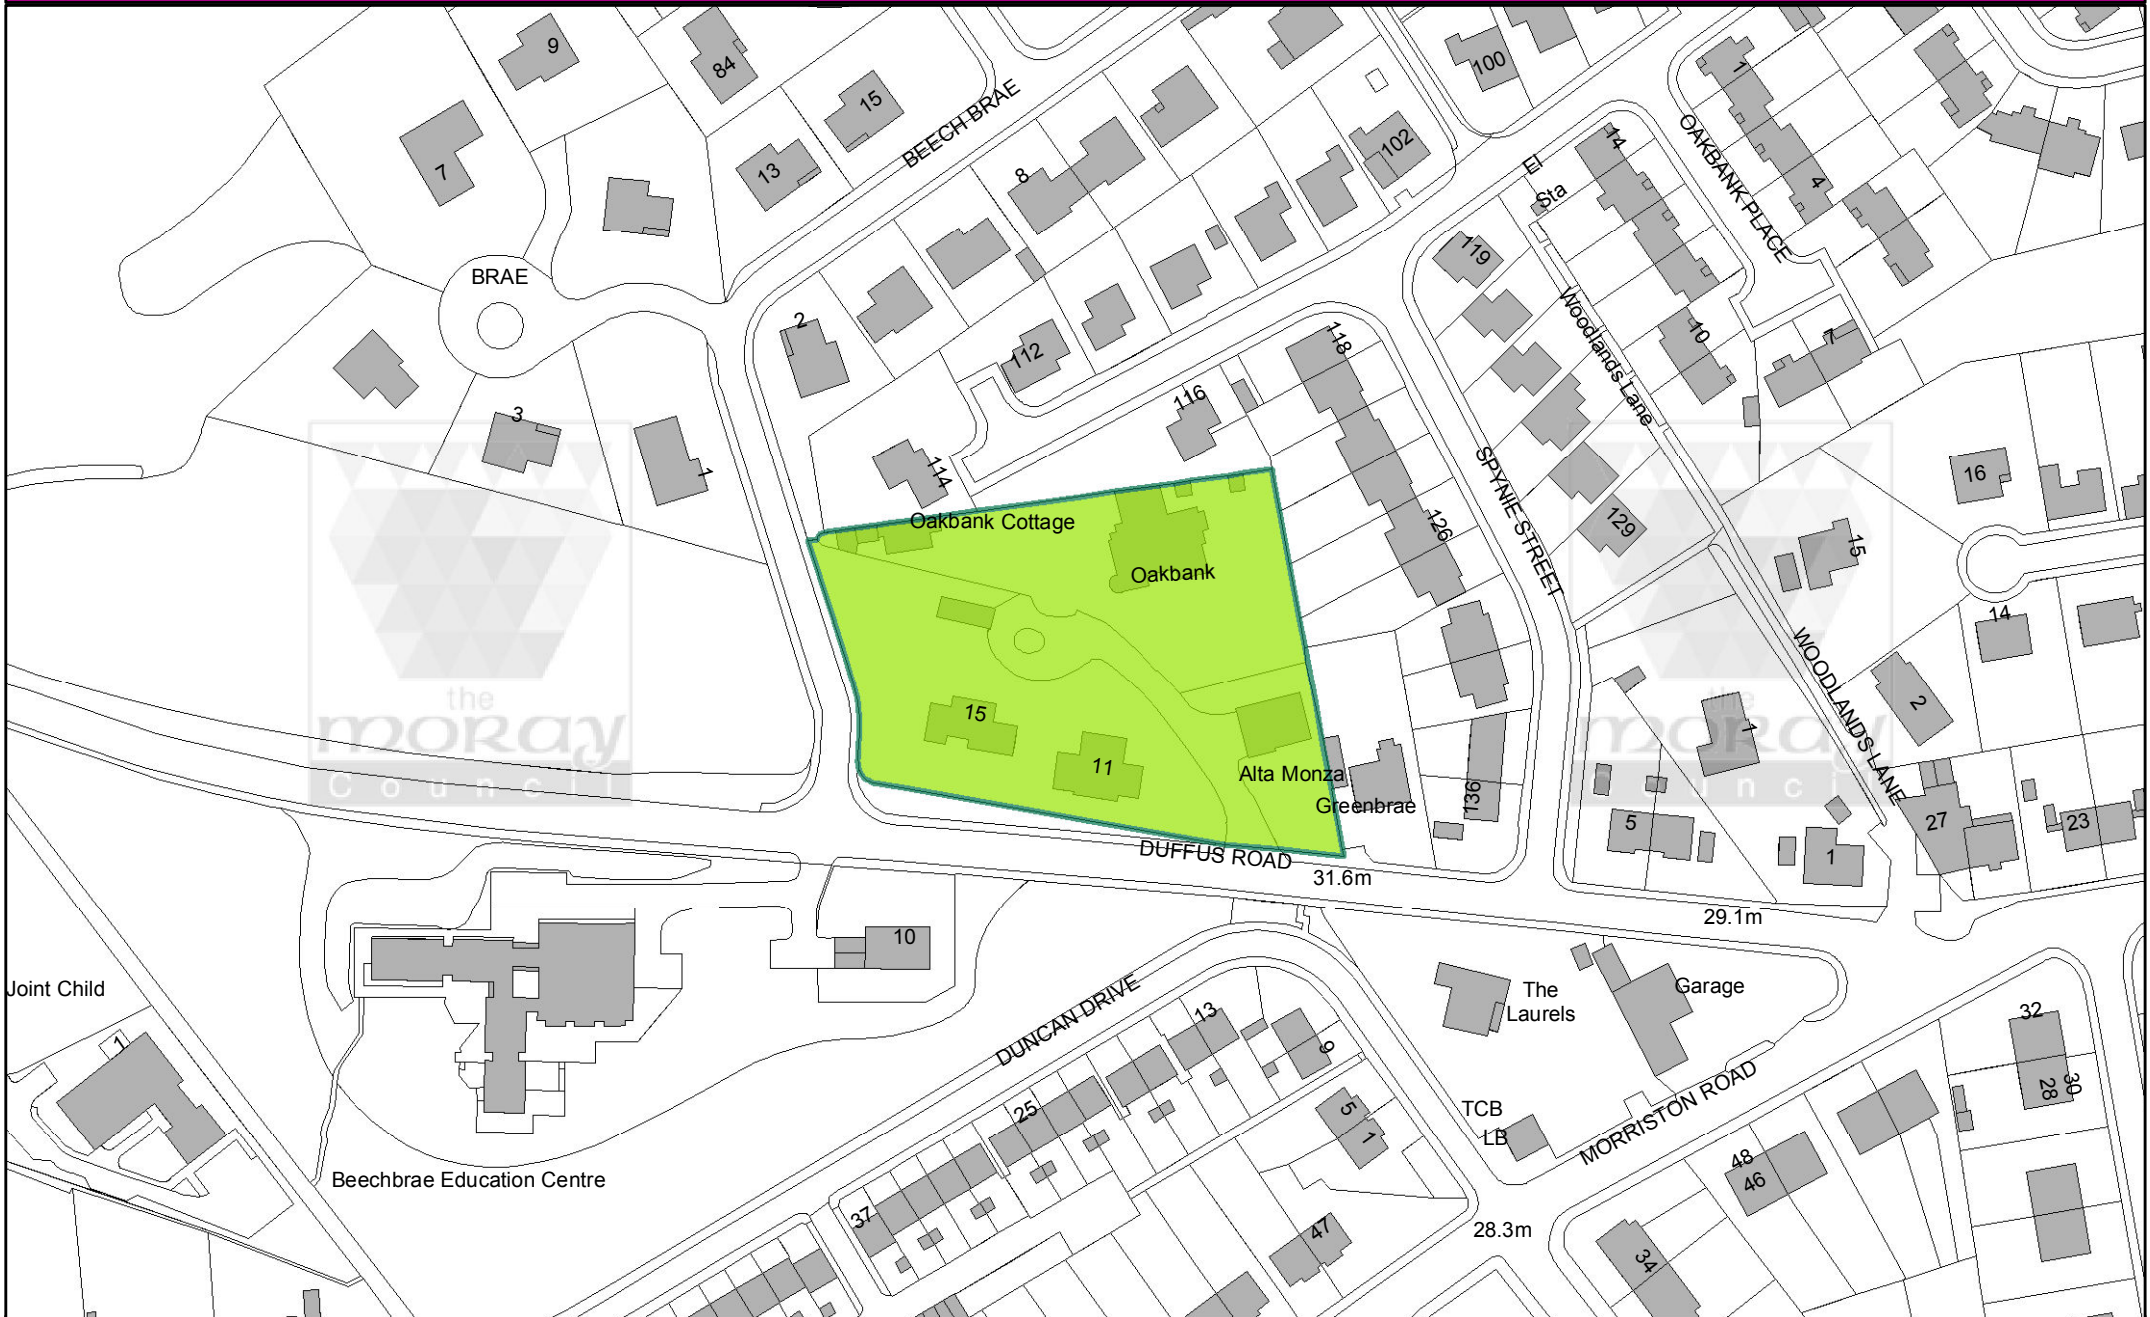 9
84
15
7
13
BEECH BRAE
8
100
102
1
OAKBANK PLACE
4
14
El
Sta
119
Woodlands Lane
10
7
BRAE
2
112
118
116
3
1
114
126
SPYNIE STREET
129
16
15
14
WOODLANDS LANE
2
Oakbank Cottage
Oakbank
15
11
Alta Monza
Greenbrae
136
1
5
1
27
23
DUFFUS ROAD
31.6m
29.1m
the
moray
Council
the
moray
Council
10
Joint Child
1
Beechbrae Education Centre
DUNCAN DRIVE
13
9
25
37
5
1
47
The
Laurels
Garage
TCB
LB
MORRISTON ROAD
28.3m
32
30
28
48
46
34